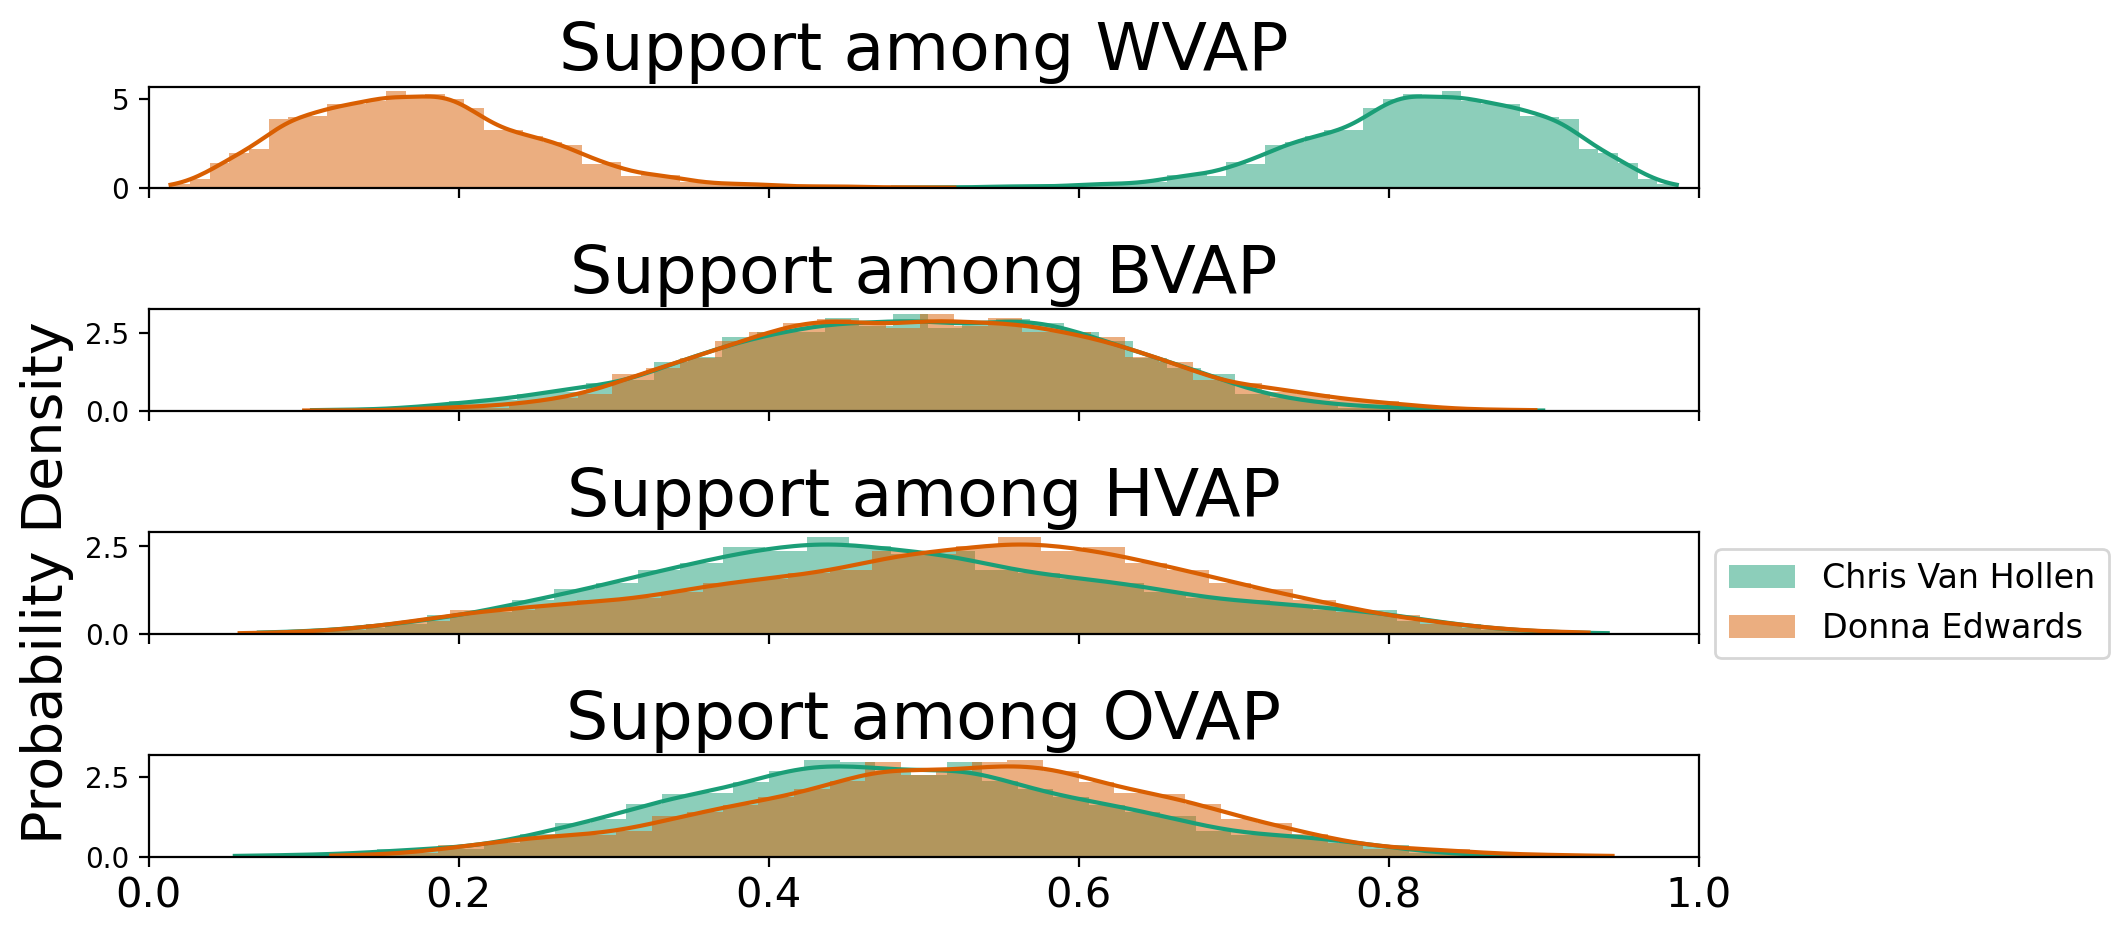 Support among WVAP
5
0
Support among BVAP
2.5
0.0
Support among HVAP
2.5
0.0
Support among OVAP
2.5
0.0
0.0 0.2 0.4 0.6 0.8 1.0
Probability Density
Chris Van Hollen
Donna Edwards